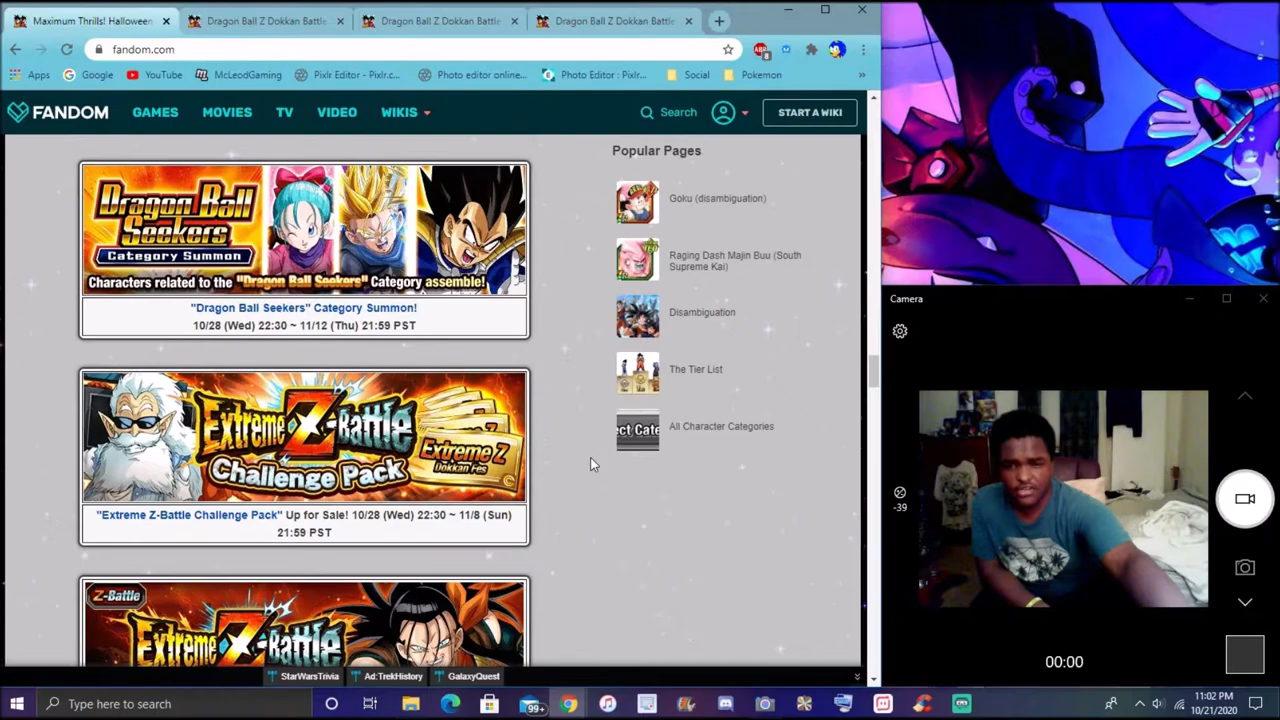 Maximum Thrills! Halloween
Dragon Ball Z Dokkan Battle
Dragon Ball Z Dokkan Battle
Dragon Ball Z Dokkan Battle
fandom.com
ABP
8
Apps
Google
YouTube
McLeodGaming
Pixlr Editor - Pixlr.c...
Photo editor online...
Photo Editor : Pixlr...
Social
Pokemon
FANDOM
GAMES
MOVIES
TV
VIDEO
WIKIS
Search
START A WIKI
Dragon Ball
Seekers
Category Summon
Characters related to the "Dragon Ball Seekers" Category assemble!
"Dragon Ball Seekers" Category Summon!
10/28 (Wed) 22:30 ~ 11/12 (Thu) 21:59 PST
Extreme Z-Battle
Challenge Pack
Extreme Z
Dokkan Fes
"Extreme Z-Battle Challenge Pack" Up for Sale! 10/28 (Wed) 22:30 ~ 11/8 (Sun)
21:59 PST
Z-Battle
Extreme Z-Battle
Popular Pages
Goku (disambiguation)
Raging Dash Majin Buu (South
Supreme Kai)
Disambiguation
The Tier List
ect Cate
All Character Categories
StarWarsTrivia
Ad:TrekHistory
GalaxyQuest
Camera
-39
00:00
Type here to search
99+
11:02 PM
10/21/2020